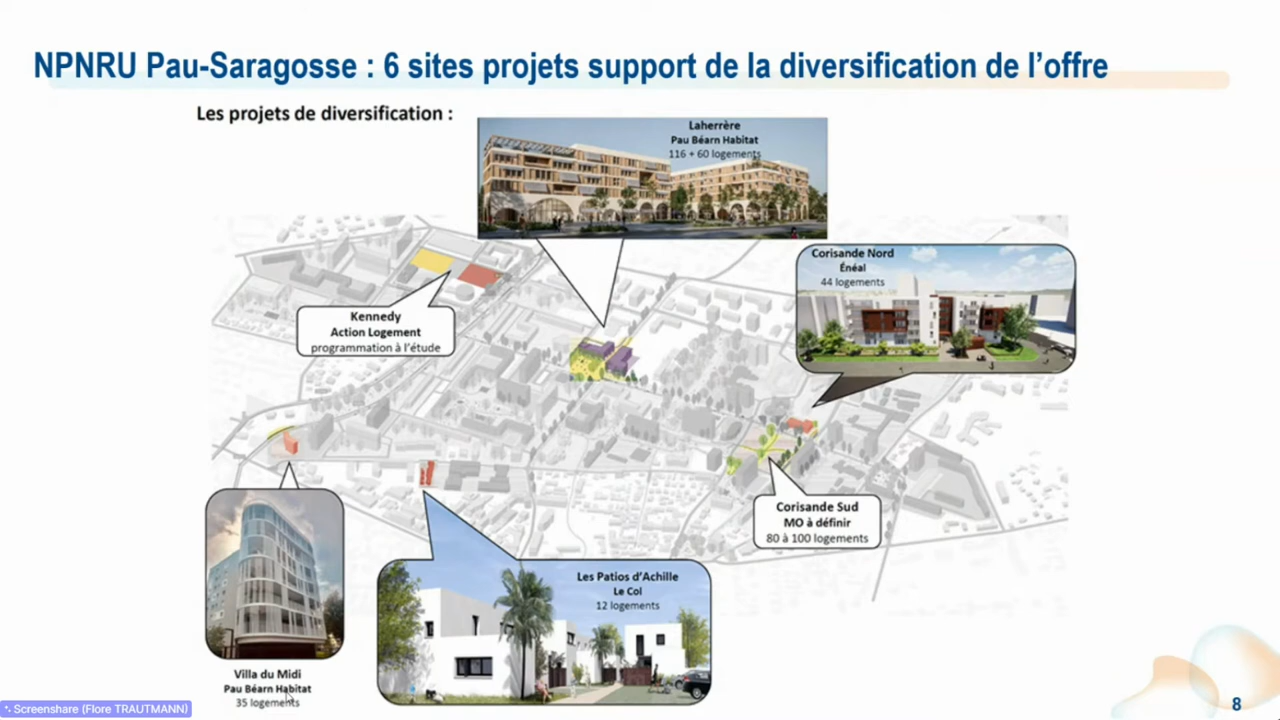 NPNRU Pau-Saragosse : 6 sites projets support de la diversification de l'offre
Les projets de diversification :
Laherrère
Pau Béarn Habitat
116 + 60 logements
Corisande Nord
Énéal
44 logements
Kennedy
Action Logement
programmation à l'étude
Corisande Sud
MO à définir
80 à 100 logements
Les Patios d'Achille
Le Col
12 logements
Villa du Midi
Pau Béarn Habitat
35 logements
Screenshare (Flore TRAUTMANN)
8